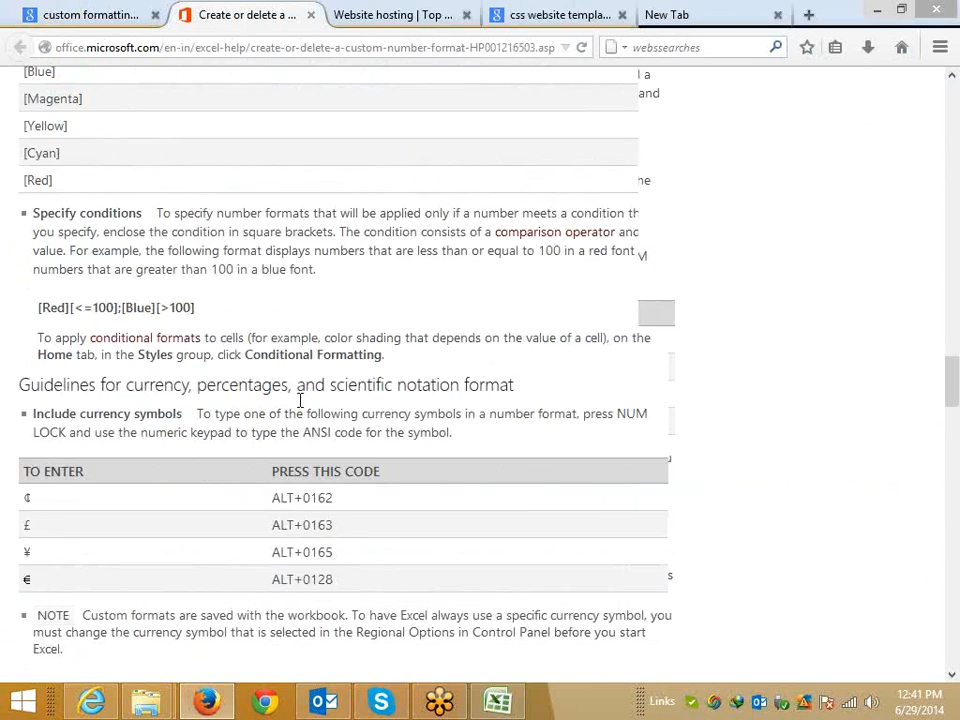 custom formattin...
Create or delete a ...
Website hosting | Top ...
css website templa...
New Tab
office.microsoft.com/en-in/excel-help/create-or-delete-a-custom-number-format-HP001216503.asp
webssearches
[Blue]
a
[Magenta]
and
[Yellow]
[Cyan]
[Red]
he
Specify conditions To specify number formats that will be applied only if a number meets a condition th
you specify, enclose the condition in square brackets. The condition consists of a comparison operator and
value. For example, the following format displays numbers that are less than or equal to 100 in a red font
M
numbers that are greater than 100 in a blue font.
[Red][<=100];[Blue][>100]
To apply conditional formats to cells (for example, color shading that depends on the value of a cell), on the
Home tab, in the Styles group, click Conditional Formatting.
Guidelines for currency, percentages, and scientific notation format
Include currency symbols To type one of the following currency symbols in a number format, press NUM
LOCK and use the numeric keypad to type the ANSI code for the symbol.
TO ENTER PRESS THIS CODE
¢ ALT+0162
£ ALT+0163
¥ ALT+0165
€ ALT+0128
s
NOTE Custom formats are saved with the workbook. To have Excel always use a specific currency symbol, you
must change the currency symbol that is selected in the Regional Options in Control Panel before you start
Excel.
Links
12:41 PM
6/29/2014